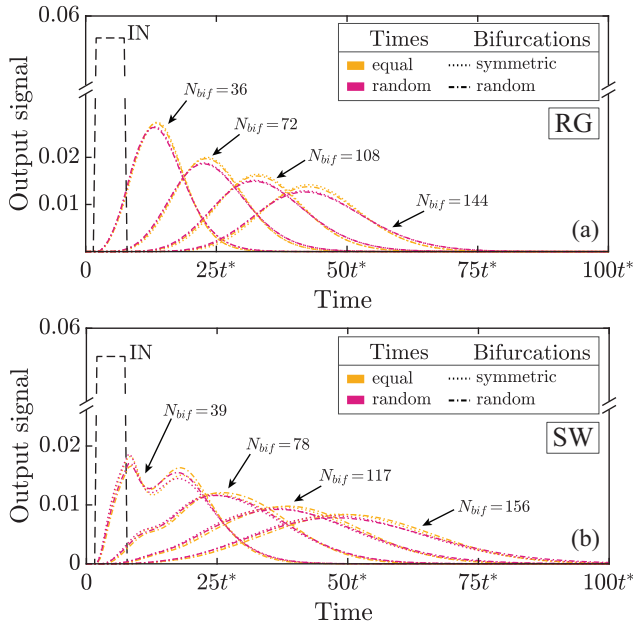 0.06
IN
Times Bifurcations
equal symmetric
random random
RG
N_bif = 36
N_bif = 72
N_bif = 108
N_bif = 144
0.02
0.01
Output signal
(a)
0 25t* 50t* 75t* 100t*
Time
0.06
IN
Times Bifurcations
equal symmetric
random random
SW
N_bif = 39
N_bif = 78
N_bif = 117
N_bif = 156
0.02
0.01
0
Output signal
(b)
0 25t* 50t* 75t* 100t*
Time